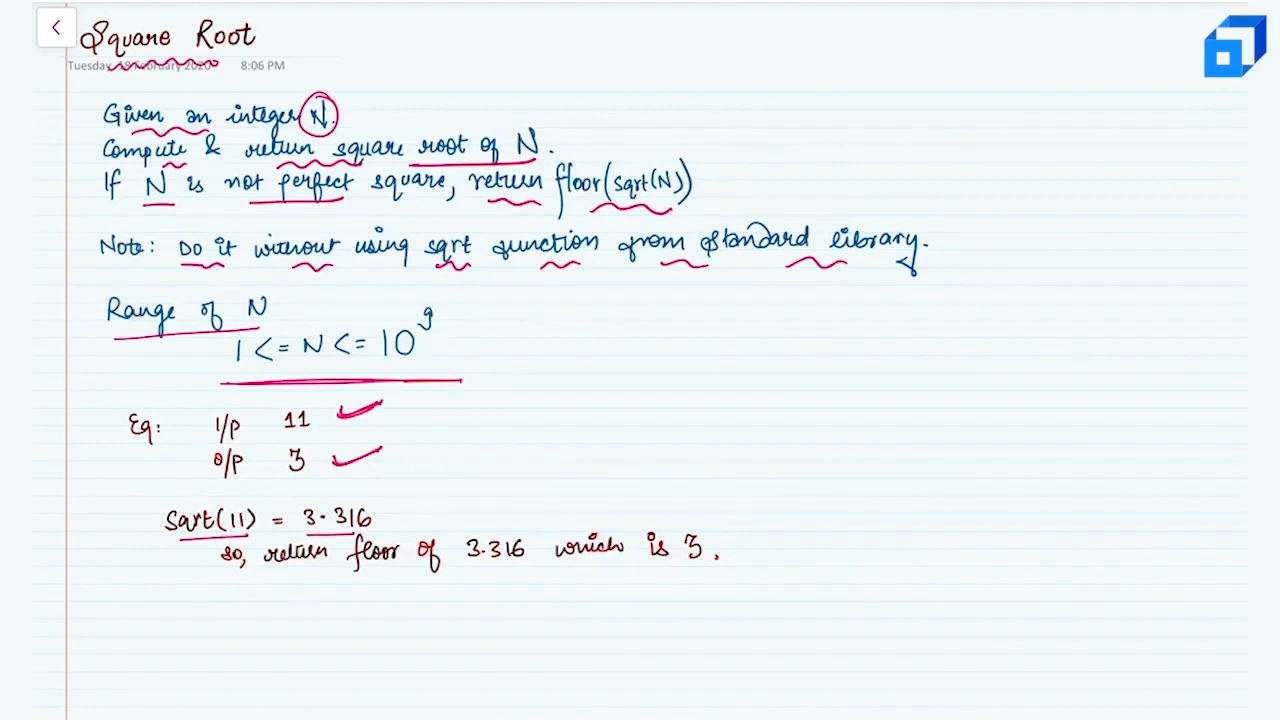 Square Root
Tuesday, 18 February 2020 8:06 PM
Given an integer N.
Compute & return square root of N.
If N is not perfect square, return floor(sqrt(N))
Note: Do it without using sqrt function from standard library.
Range of N
1 <= N <= 10^9
Eg: I/P 11
O/P 3
Sqrt(11) = 3.316
so, return floor of 3.316 which is 3.